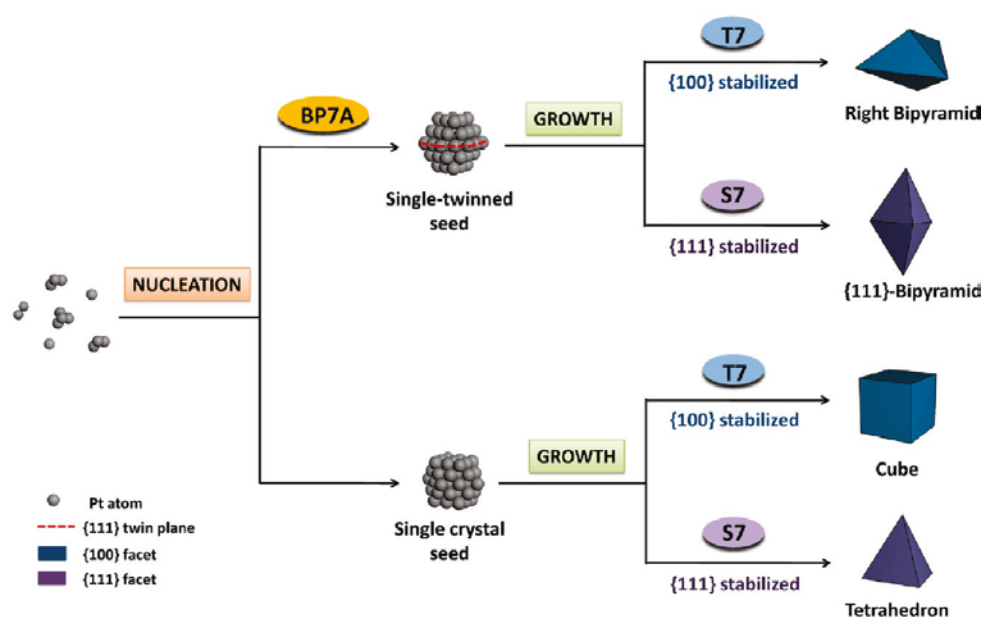 T7
{100} stabilized
Right Bipyramid
BP7A
GROWTH
Single-twinned
seed
S7
{111} stabilized
{111}-Bipyramid
NUCLEATION
T7
{100} stabilized
Cube
GROWTH
Single crystal
seed
S7
{111} stabilized
Tetrahedron
Pt atom
{111} twin plane
{100} facet
{111} facet